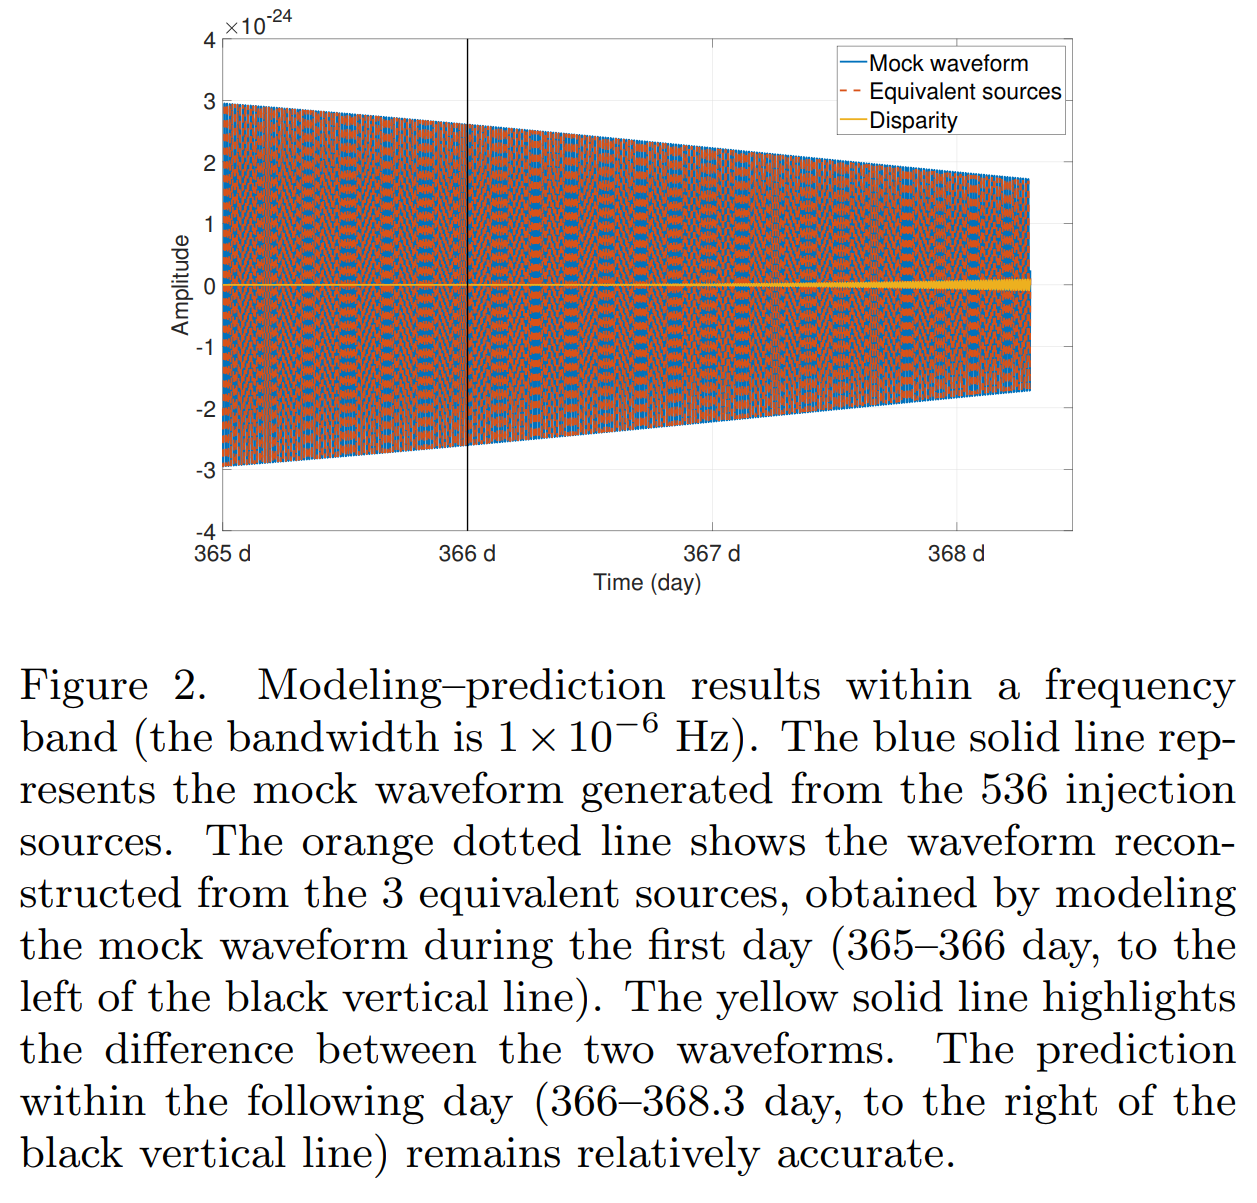 ×10-24
4
3
2
1
0
-1
-2
-3
-4
Amplitude
Mock waveform
Equivalent sources
Disparity
365 d 366 d 367 d 368 d
Time (day)
Figure 2. Modeling–prediction results within a frequency
band (the bandwidth is 1 × 10−6 Hz). The blue solid line rep-
resents the mock waveform generated from the 536 injection
sources. The orange dotted line shows the waveform recon-
structed from the 3 equivalent sources, obtained by modeling
the mock waveform during the first day (365–366 day, to the
left of the black vertical line). The yellow solid line highlights
the difference between the two waveforms. The prediction
within the following day (366–368.3 day, to the right of the
black vertical line) remains relatively accurate.